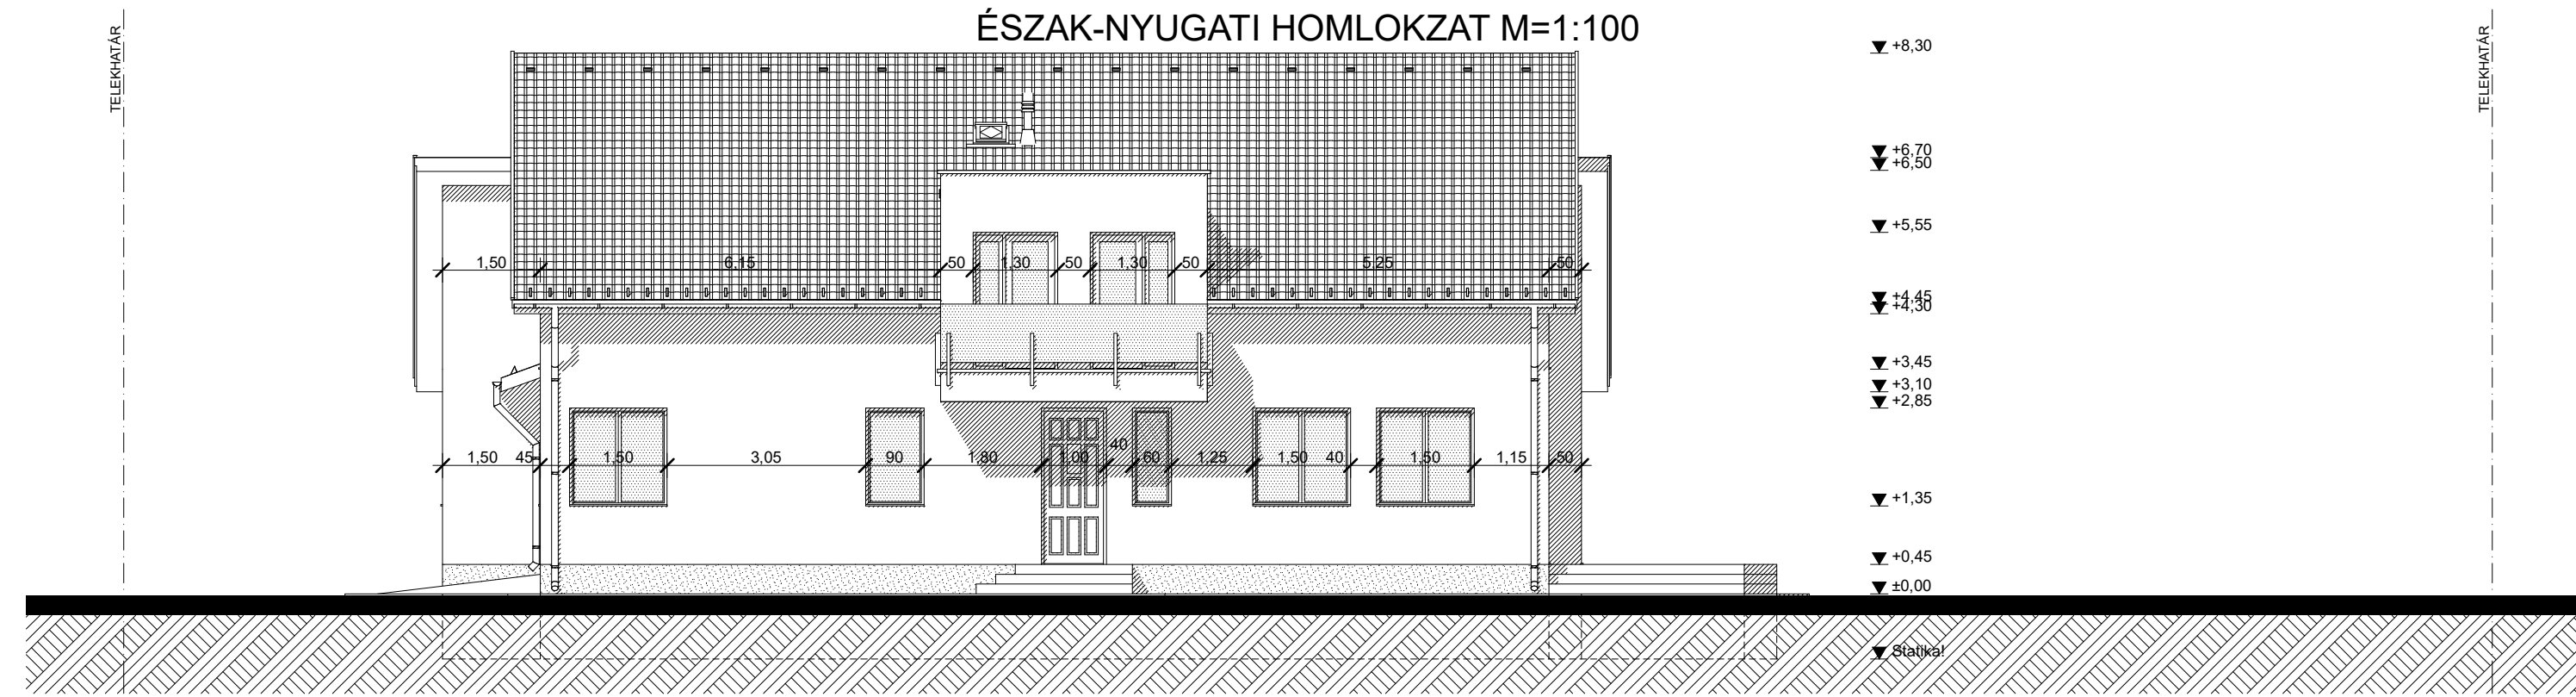 ÉSZAK-NYUGATI HOMLOKZAT M=1:100
TELEKHATÁR
TELEKHATÁR
+8,30
+6,70
+6,50
+5,55
1,50 6,15 50 1,30 50 1,30 50 5,25 50
+4,45
+4,30
+3,45
+3,10
+2,85
40
1,50 45 1,50 3,05 90 1,80 1,00 60 1,25 1,50 40 1,50 1,15 50
+1,35
+0,45
±0,00
Statika!